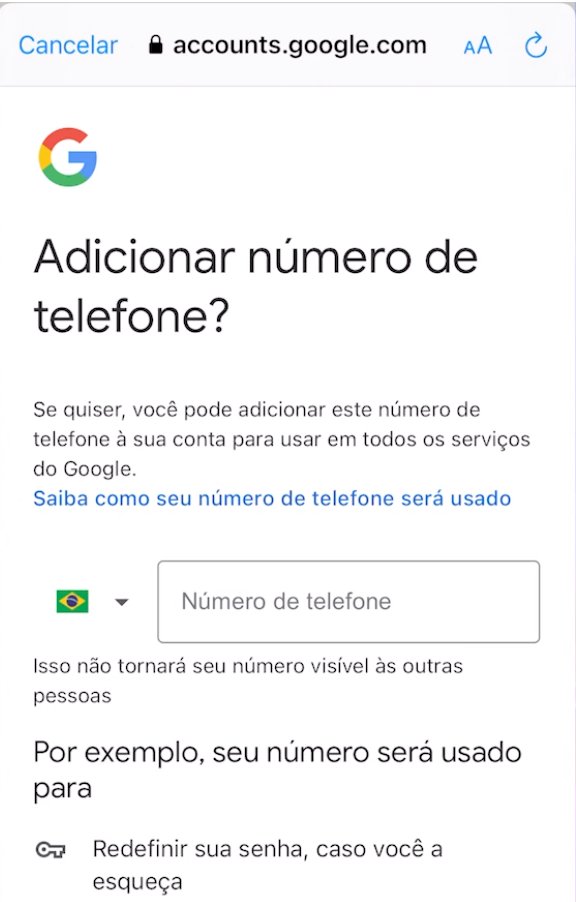 Cancelar accounts.google.com AA
Adicionar número de
telefone?
Se quiser, você pode adicionar este número de
telefone à sua conta para usar em todos os serviços
do Google.
Saiba como seu número de telefone será usado
Número de telefone
Isso não tornará seu número visível às outras
pessoas
Por exemplo, seu número será usado
para
Redefinir sua senha, caso você a
esqueça